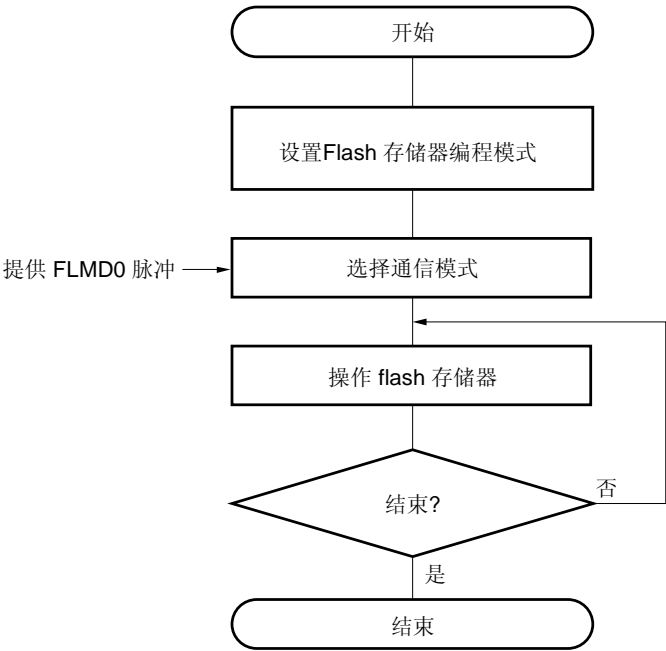 开始
设置Flash 存储器编程模式
提供 FLMD0 脉冲
选择通信模式
操作 flash 存储器
结束?
否
是
结束